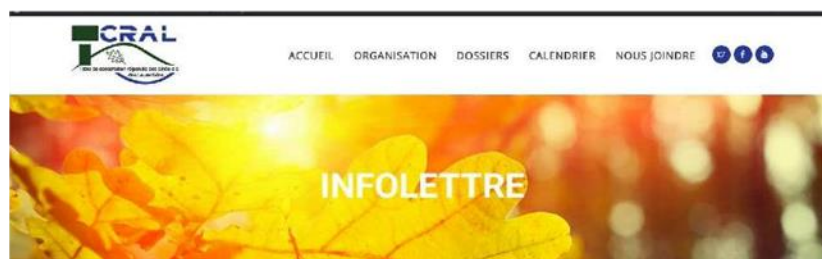 CRAL
ACCUEIL ORGANISATION DOSSIERS CALENDRIER NOUS JOINDRE
INFOLETTRE